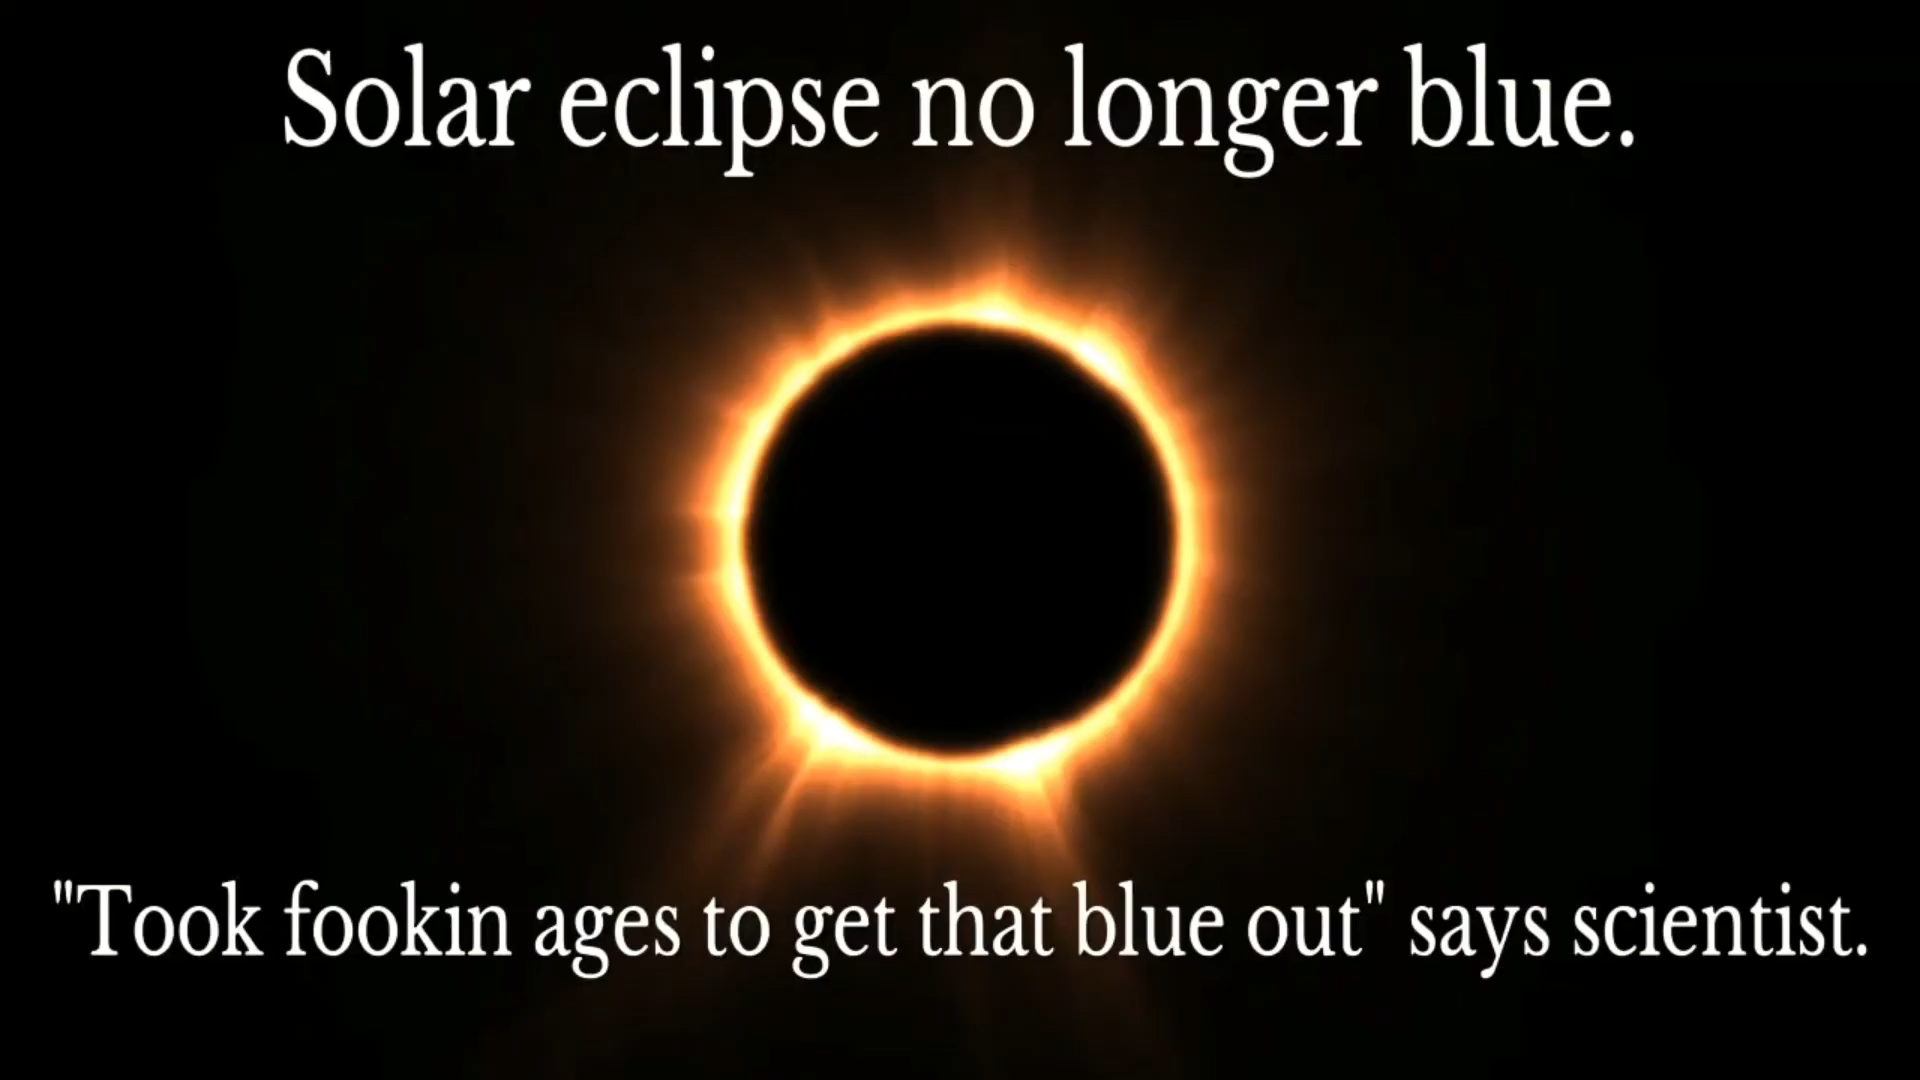 Solar eclipse no longer blue.
"Took fookin ages to get that blue out" says scientist.